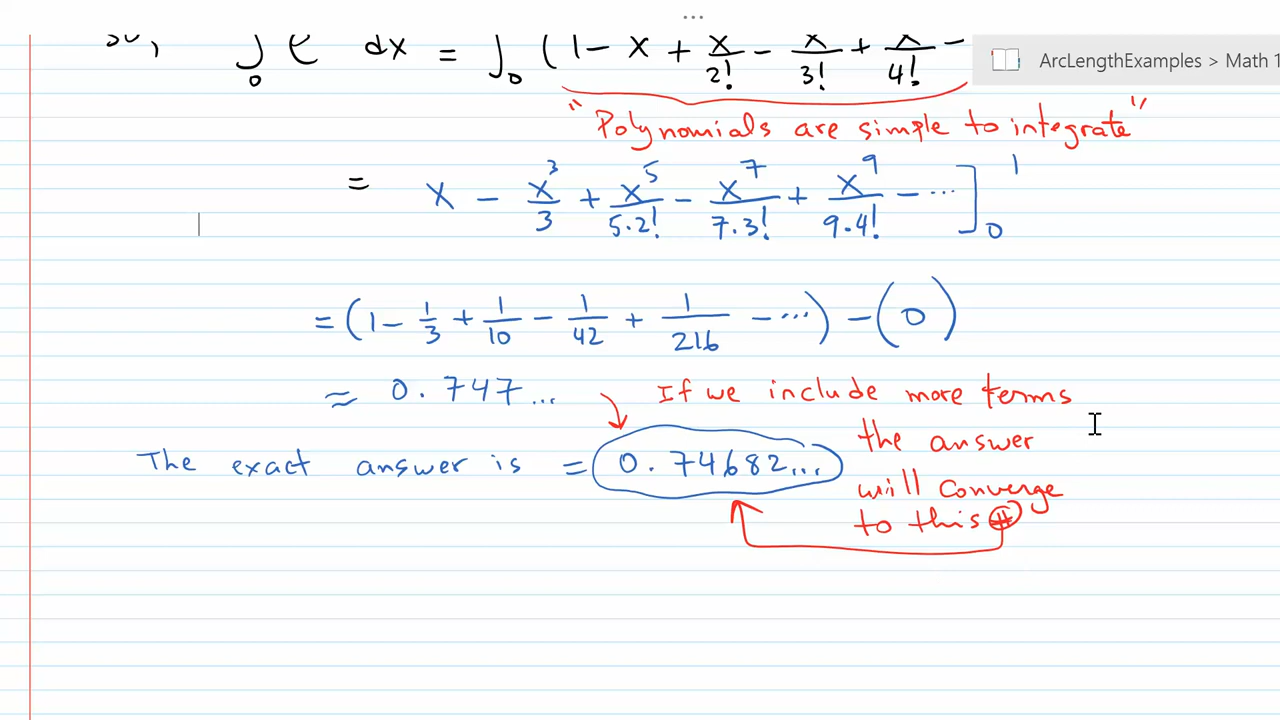 so, ∫₀ e dx = ∫₀ (1 - x + x/2! - x/3! + x/4! -
ArcLengthExamples > Math 1
"Polynomials are simple to integrate"
= x - x³/3 + x⁵/5·2! - x⁷/7·3! + x⁹/9·4! - ... ]₀¹
= (1 - 1/3 + 1/10 - 1/42 + 1/216 - ...) - (0)
≈ 0.747... If we include more terms
the answer
The exact answer is = 0.74682...
will converge
to this #